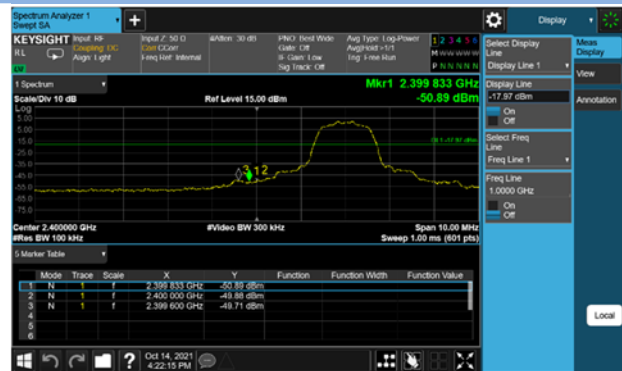 Spectrum Analyzer 1
Swept SA
+
Display
KEYSIGHT
Input: RF
Input Z: 50 Ω
#Atten: 30 dB
PNO: Best Wide
Avg Type: Log-Power
1 2 3 4 5 6
RL
Coupling: DC
Corr CCorr
Gate: Off
Avg|Hold:>1/1
M W W W W W
Align: Light
Freq Ref: Internal
IF Gain: Low
Trig: Free Run
Sig Track: Off
P N N N N N
1 Spectrum
Mkr1 2.399 833 GHz
Scale/Div 10 dB
Ref Level 15.00 dBm
-50.89 dBm
Log
5.00
-5.00
-15.0
-25.0
DL1 -17.97 dBm
-35.0
-45.0
-55.0
-65.0
-75.0
3 1 2
Center 2.400000 GHz
#Video BW 300 kHz
Span 10.00 MHz
#Res BW 100 kHz
Sweep 1.00 ms (601 pts)
5 Marker Table
Mode Trace Scale X Y Function Function Width Function Value
1 N 1 f 2.399 833 GHz -50.89 dBm
2 N 1 f 2.400 000 GHz -49.88 dBm
3 N 1 f 2.399 600 GHz -49.71 dBm
4
5
6
?
Oct 14, 2021
4:22:15 PM
Select Display
Line
Display Line 1
Display Line
-17.97 dBm
On
Off
Select Freq
Line
Freq Line 1
Freq Line
1.0000 GHz
On
Off
Meas
Display
View
Annotation
Local